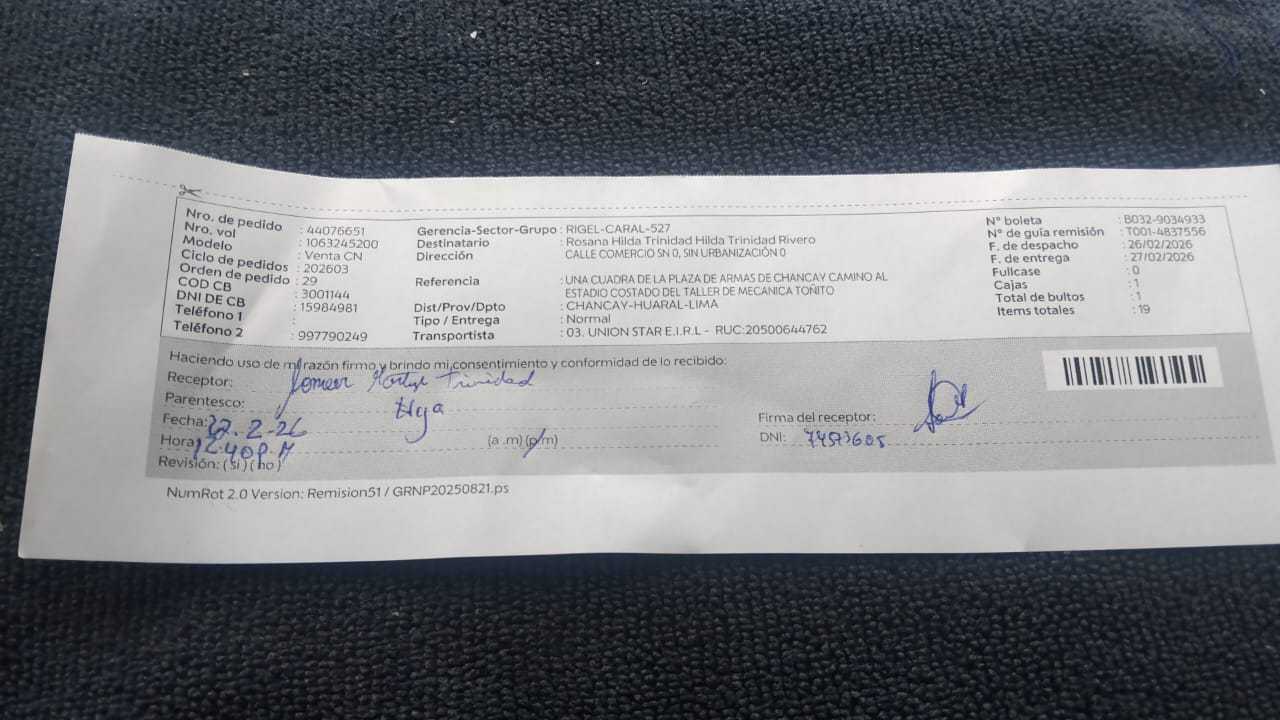 Nro. de pedido : 44076651
Nro. vol : 1063245200
Modelo : Venta CN
Ciclo de pedidos : 202603
Orden de pedido : 29
COD CB : 3001144
DNI DE CB : 15984981
Teléfono 1 :
Teléfono 2 : 997790249
Gerencia-Sector-Grupo : RIGEL-CARAL-527
Destinatario : Rosana Hilda Trinidad Hilda Trinidad Rivero
Dirección CALLE COMERCIO SN 0, SIN URBANIZACIÓN 0
Referencia : UNA CUADRA DE LA PLAZA DE ARMAS DE CHANCAY CAMINO AL
ESTADIO COSTADO DEL TALLER DE MECANICA TOÑITO
Dist/Prov/Dpto : CHANCAY-HUARAL-LIMA
Tipo / Entrega : Normal
Transportista : 03. UNION STAR E.I.R.L - RUC:20500644762
N° boleta : B032-9034933
N° de guía remisión : T001-4837556
F. de despacho : 26/02/2026
F. de entrega : 27/02/2026
Fullcase : 0
Cajas : 1
Total de bultos : 1
Items totales : 19
Haciendo uso de mi razón firmo y brindo mi consentimiento y conformidad de lo recibido:
Receptor: Trinidad
Parentesco: Hija
Fecha: 27.2-26
Hora: 12.40P.M (a .m) (p/m)
Revisión: ( si ) ( no )
Firma del receptor:
DNI: 74573605
NumRot 2.0 Version: Remision51 / GRNP20250821.ps